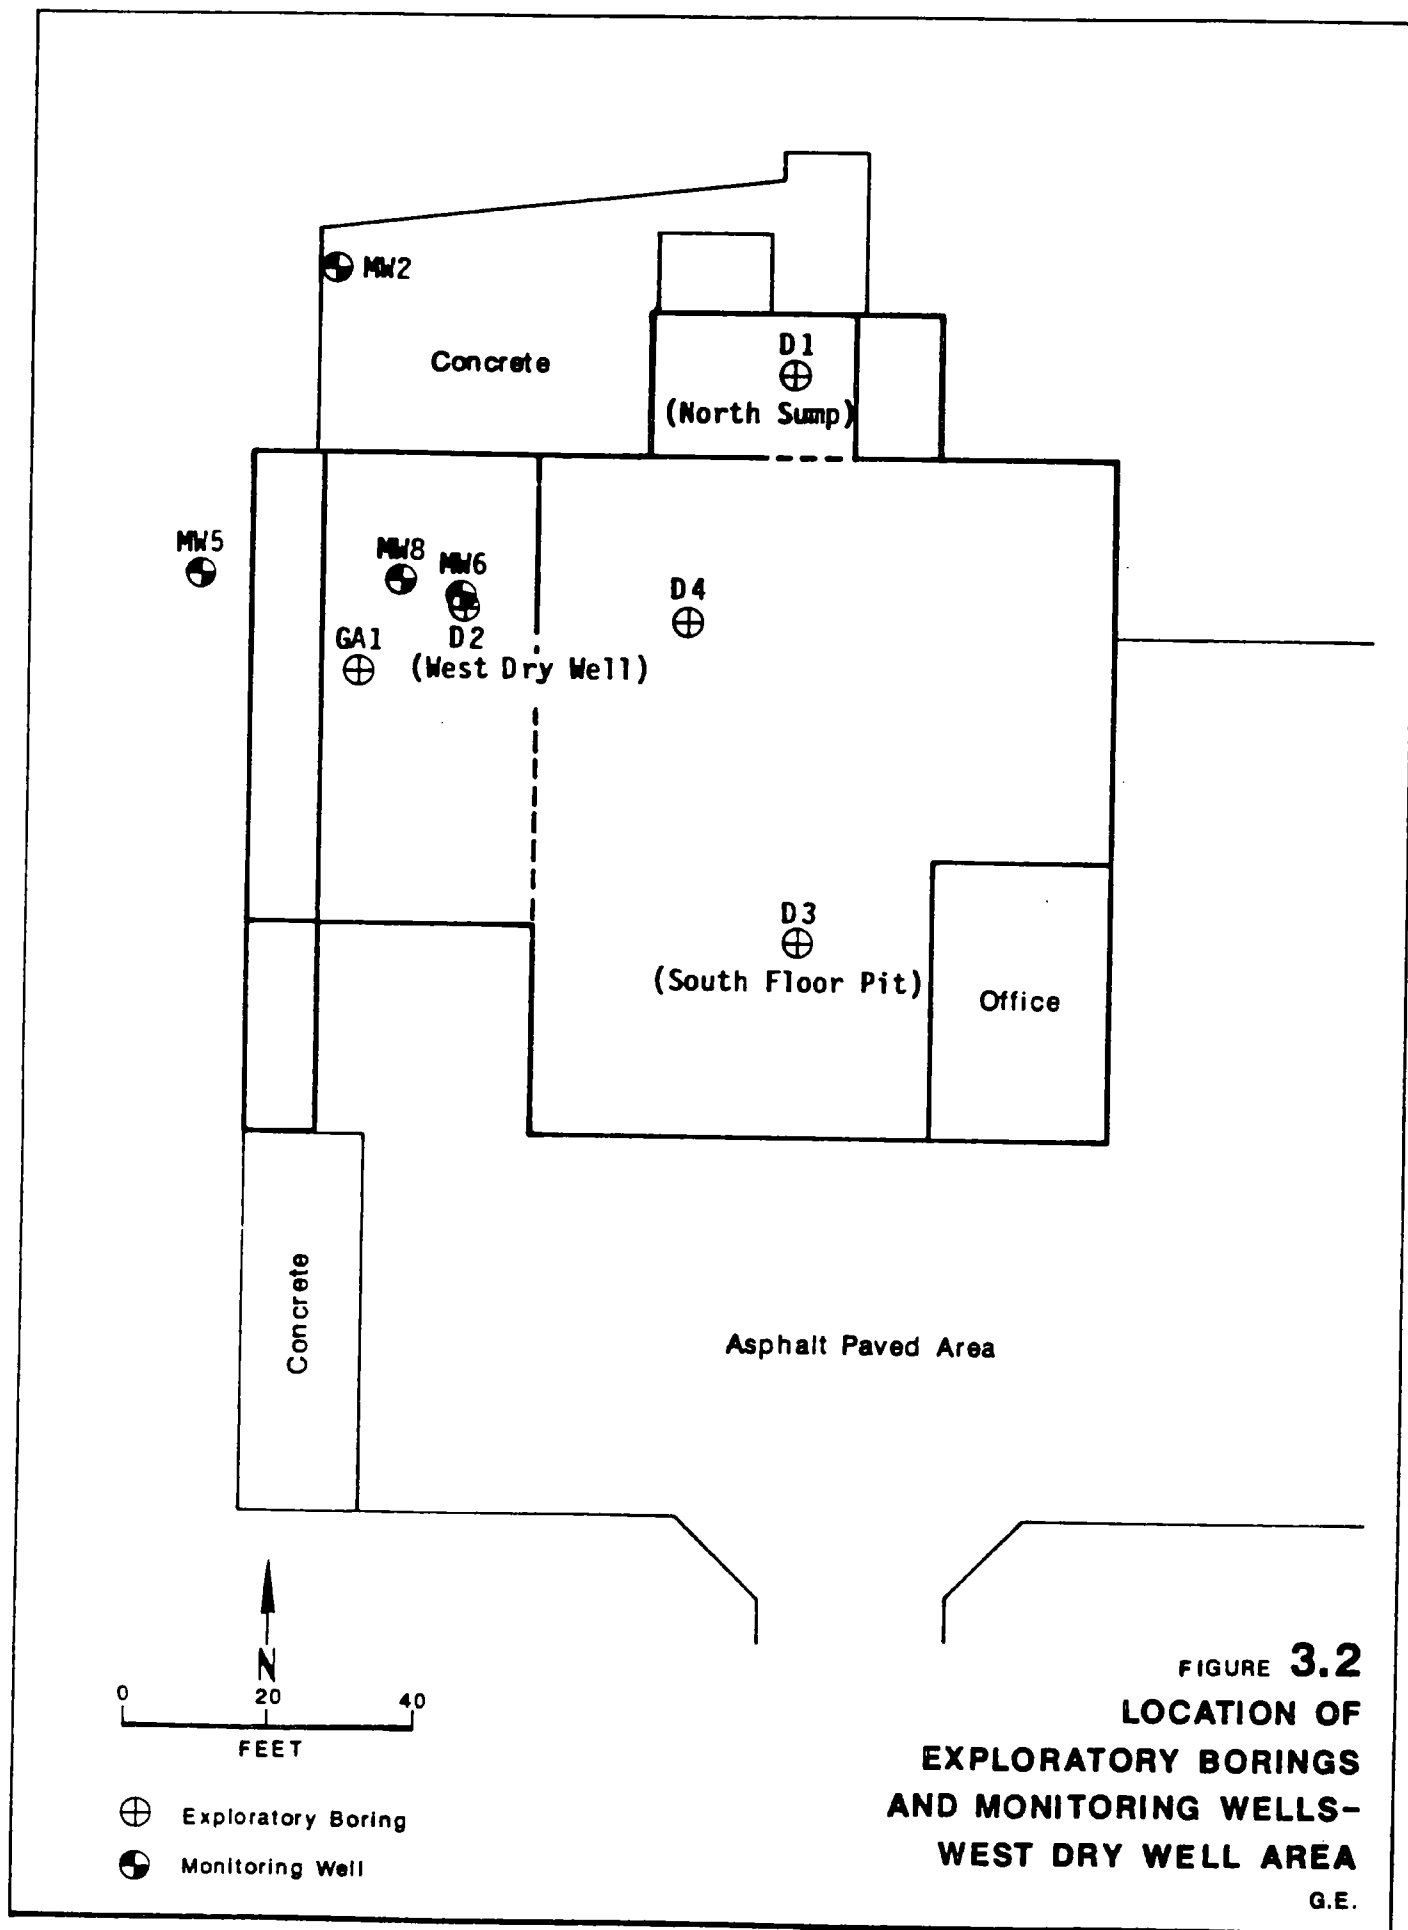 MW2
Concrete
D1
(North Sump)
MW5
MW8
MW6
D4
GA1
D2
(West Dry Well)
D3
(South Floor Pit)
Office
Concrete
Asphalt Paved Area
N
0 20 40
FEET
Exploratory Boring
Monitoring Well
FIGURE 3.2
LOCATION OF
EXPLORATORY BORINGS
AND MONITORING WELLS-
WEST DRY WELL AREA
G.E.